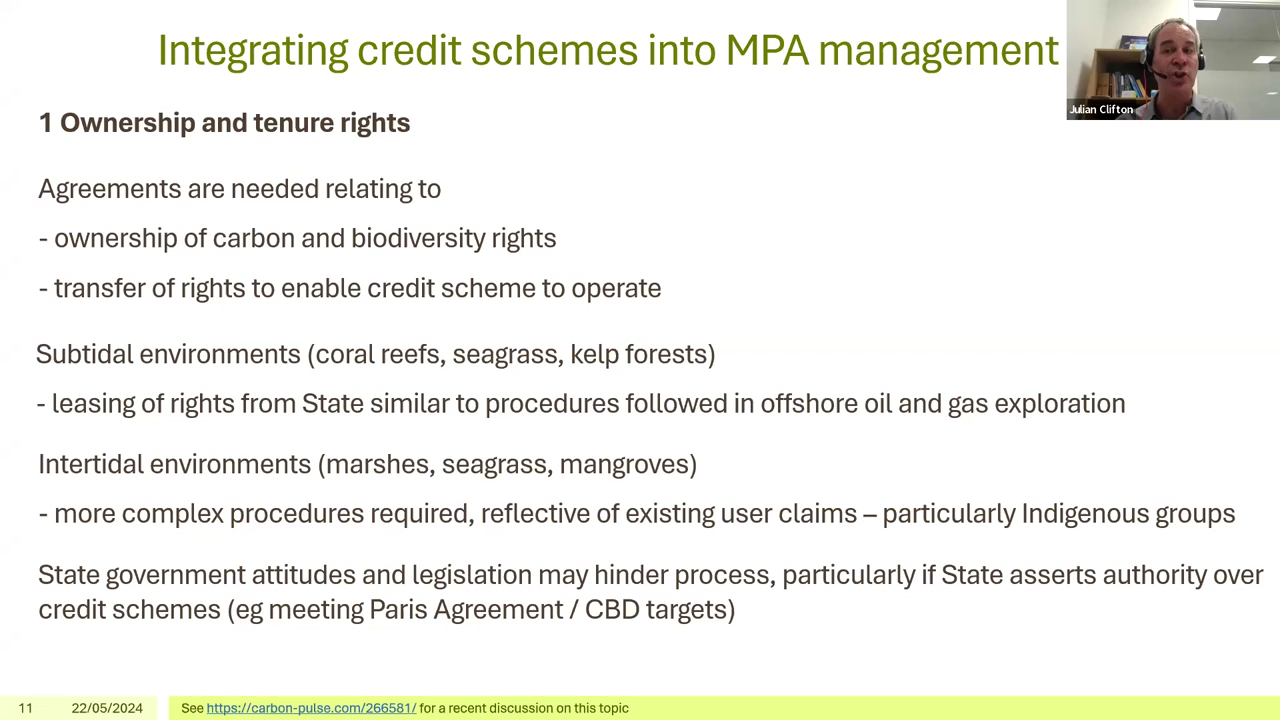 Integrating credit schemes into MPA management
Julian Clifton
1 Ownership and tenure rights
Agreements are needed relating to
- ownership of carbon and biodiversity rights
- transfer of rights to enable credit scheme to operate
Subtidal environments (coral reefs, seagrass, kelp forests)
- leasing of rights from State similar to procedures followed in offshore oil and gas exploration
Intertidal environments (marshes, seagrass, mangroves)
- more complex procedures required, reflective of existing user claims – particularly Indigenous groups
State government attitudes and legislation may hinder process, particularly if State asserts authority over
credit schemes (eg meeting Paris Agreement / CBD targets)
11 22/05/2024 See https://carbon-pulse.com/266581/ for a recent discussion on this topic